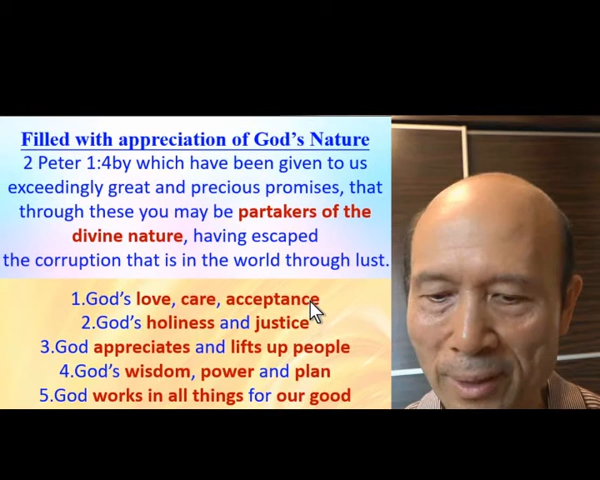 Filled with appreciation of God's Nature
2 Peter 1:4by which have been given to us
exceedingly great and precious promises, that
through these you may be partakers of the
divine nature, having escaped
the corruption that is in the world through lust.
1.God's love, care, acceptance
2.God's holiness and justice
3.God appreciates and lifts up people
4.God's wisdom, power and plan
5.God works in all things for our good